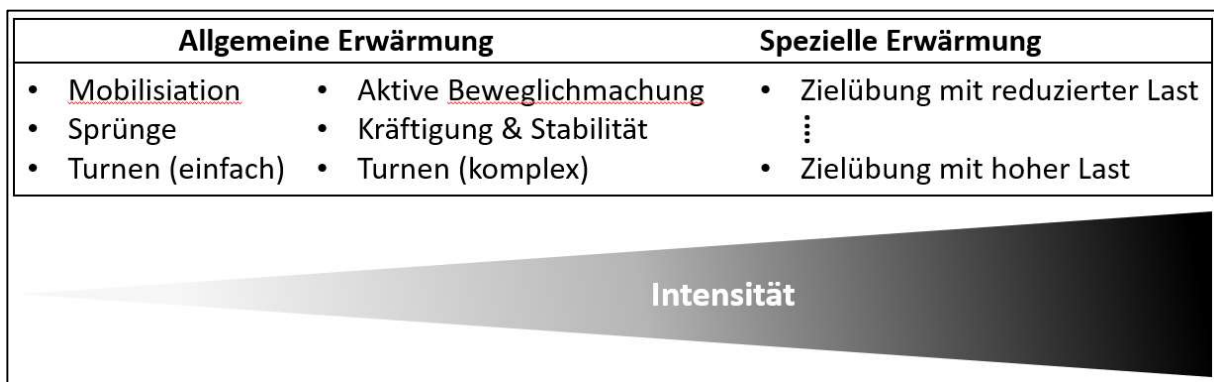 Allgemeine Erwärmung Spezielle Erwärmung
• Mobilisiation • Aktive Beweglichmachung • Zielübung mit reduzierter Last
• Sprünge • Kräftigung & Stabilität ⁞
• Turnen (einfach) • Turnen (komplex) • Zielübung mit hoher Last
Intensität